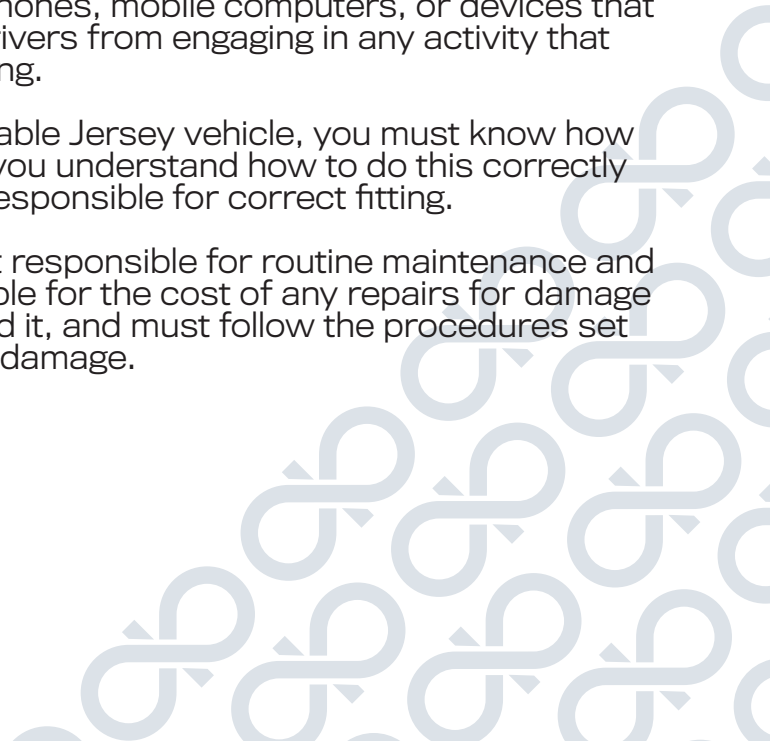 hones, mobile computers, or devices that
rivers from engaging in any activity that
ng.
able Jersey vehicle, you must know how
you understand how to do this correctly
esponsible for correct fitting.
t responsible for routine maintenance and
ble for the cost of any repairs for damage
d it, and must follow the procedures set
damage.